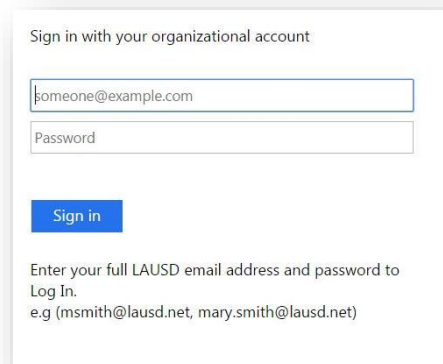 Sign in with your organizational account
someone@example.com
Password
Sign in
Enter your full LAUSD email address and password to
Log In.
e.g (msmith@lausd.net, mary.smith@lausd.net)